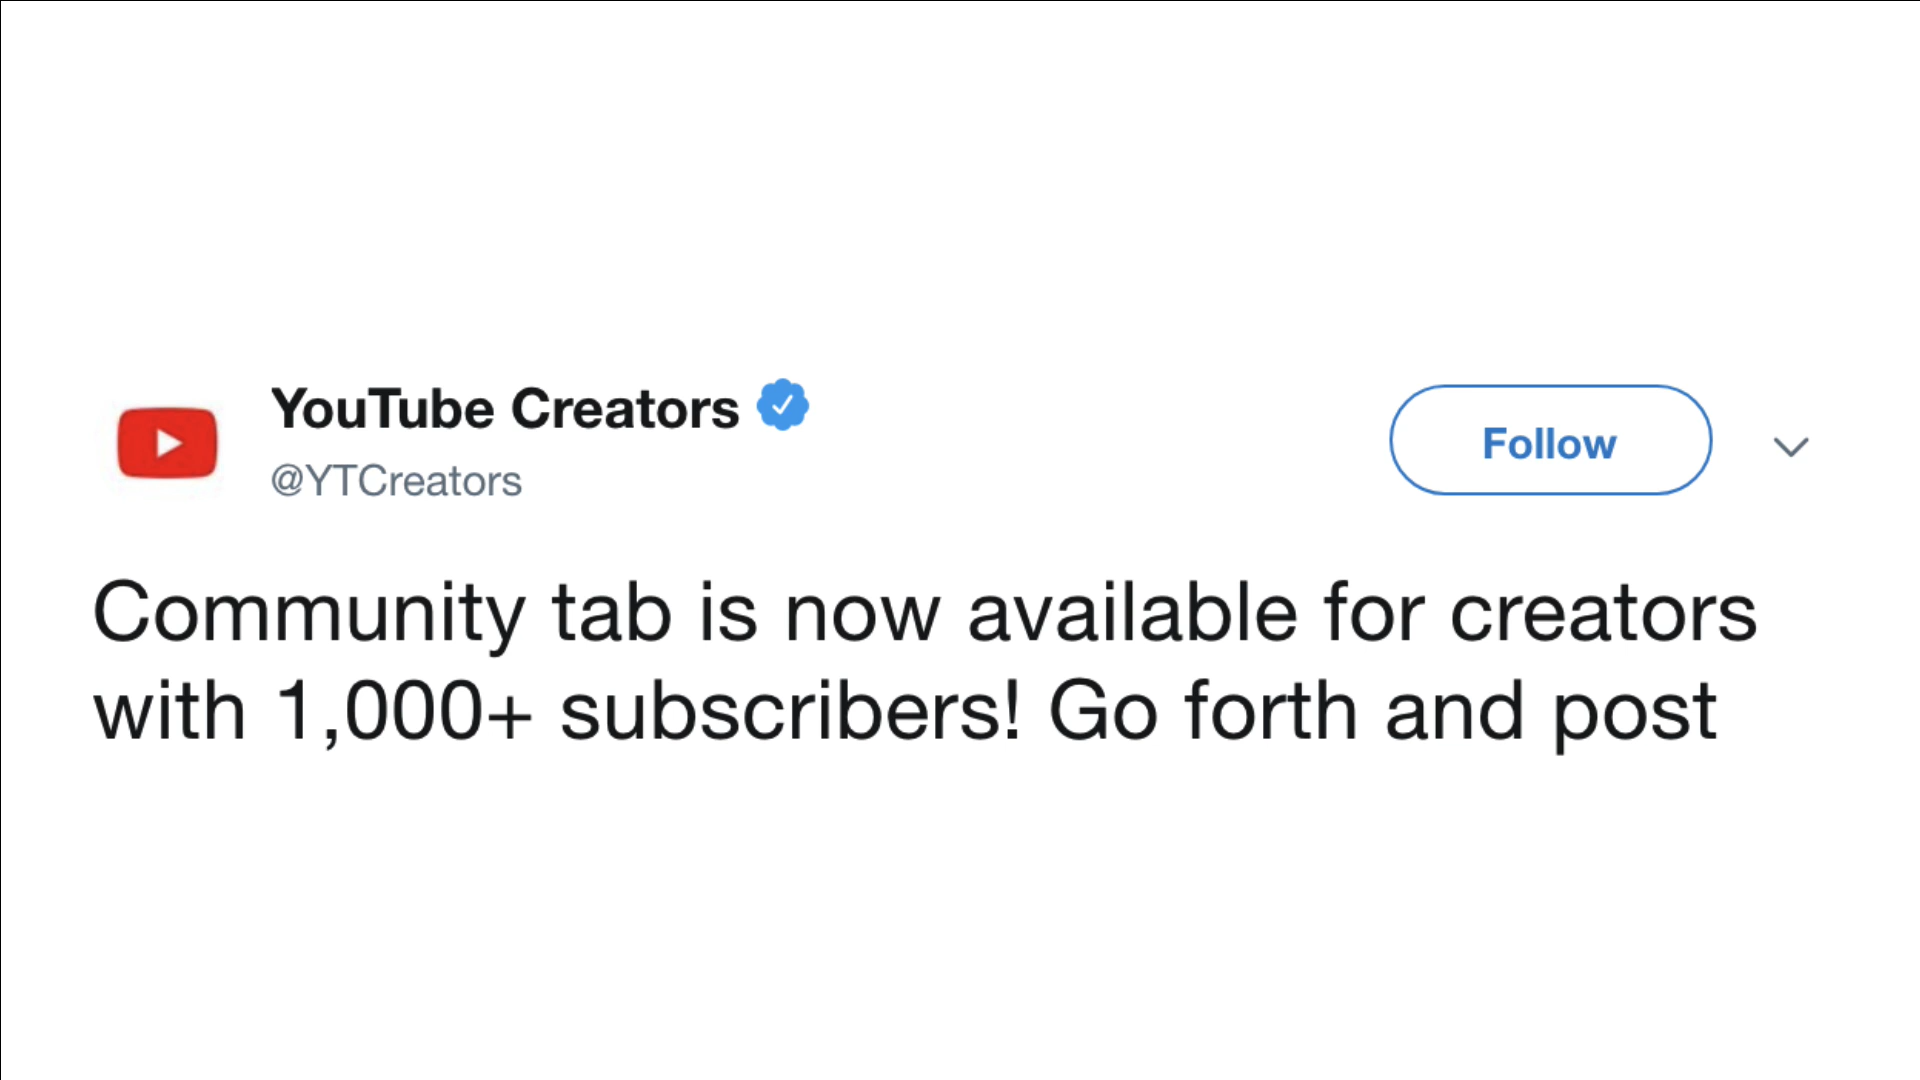 YouTube Creators
@YTCreators
Follow
Community tab is now available for creators
with 1,000+ subscribers! Go forth and post